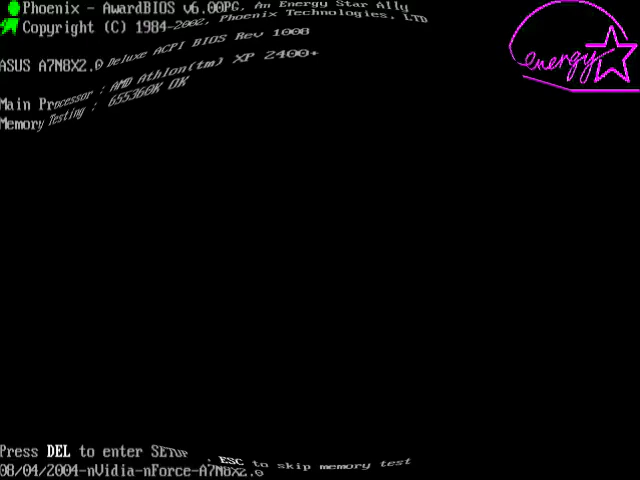 Phoenix - AwardBIOS v6.00PG, An Energy Star Ally
Copyright (C) 1984-2002, Phoenix Technologies, LTD
energy
ASUS A7N8X2.0 Deluxe ACPI BIOS Rev 1008
Main Processor : AMD Athlon(tm) XP 2400+
Memory Testing : 655360K OK
Press DEL to enter SETUP , ESC to skip memory test
08/04/2004-nVidia-nForce-A7N8X2.0